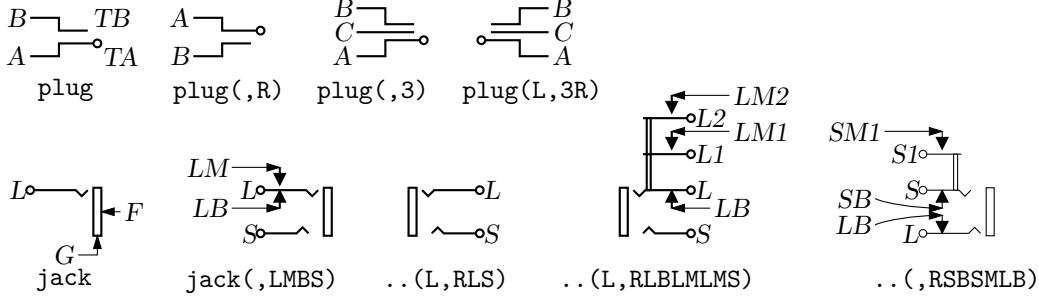 B TB
A TA
plug
A
B
plug(,R)
B
C
A
plug(,3)
B
C
A
plug(L,3R)
L
F
G
jack
LM
L
LB
S
jack(,LMBS)
L
S
..(L,RLS)
LM2
L2
LM1
L1
L
LB
S
..(L,RLBLMLMS)
SM1
S1
S
SB
LB
L
..(,RSBSMLB)